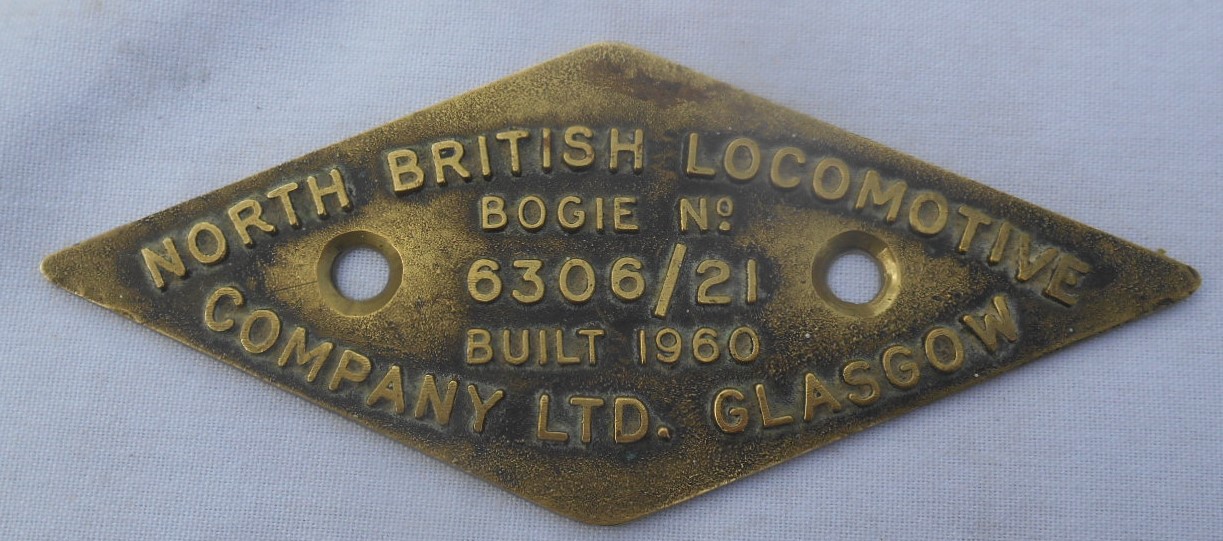 NORTH BRITISH LOCOMOTIVE
BOGIE Nº
6306/21
BUILT 1960
COMPANY LTD. GLASGOW